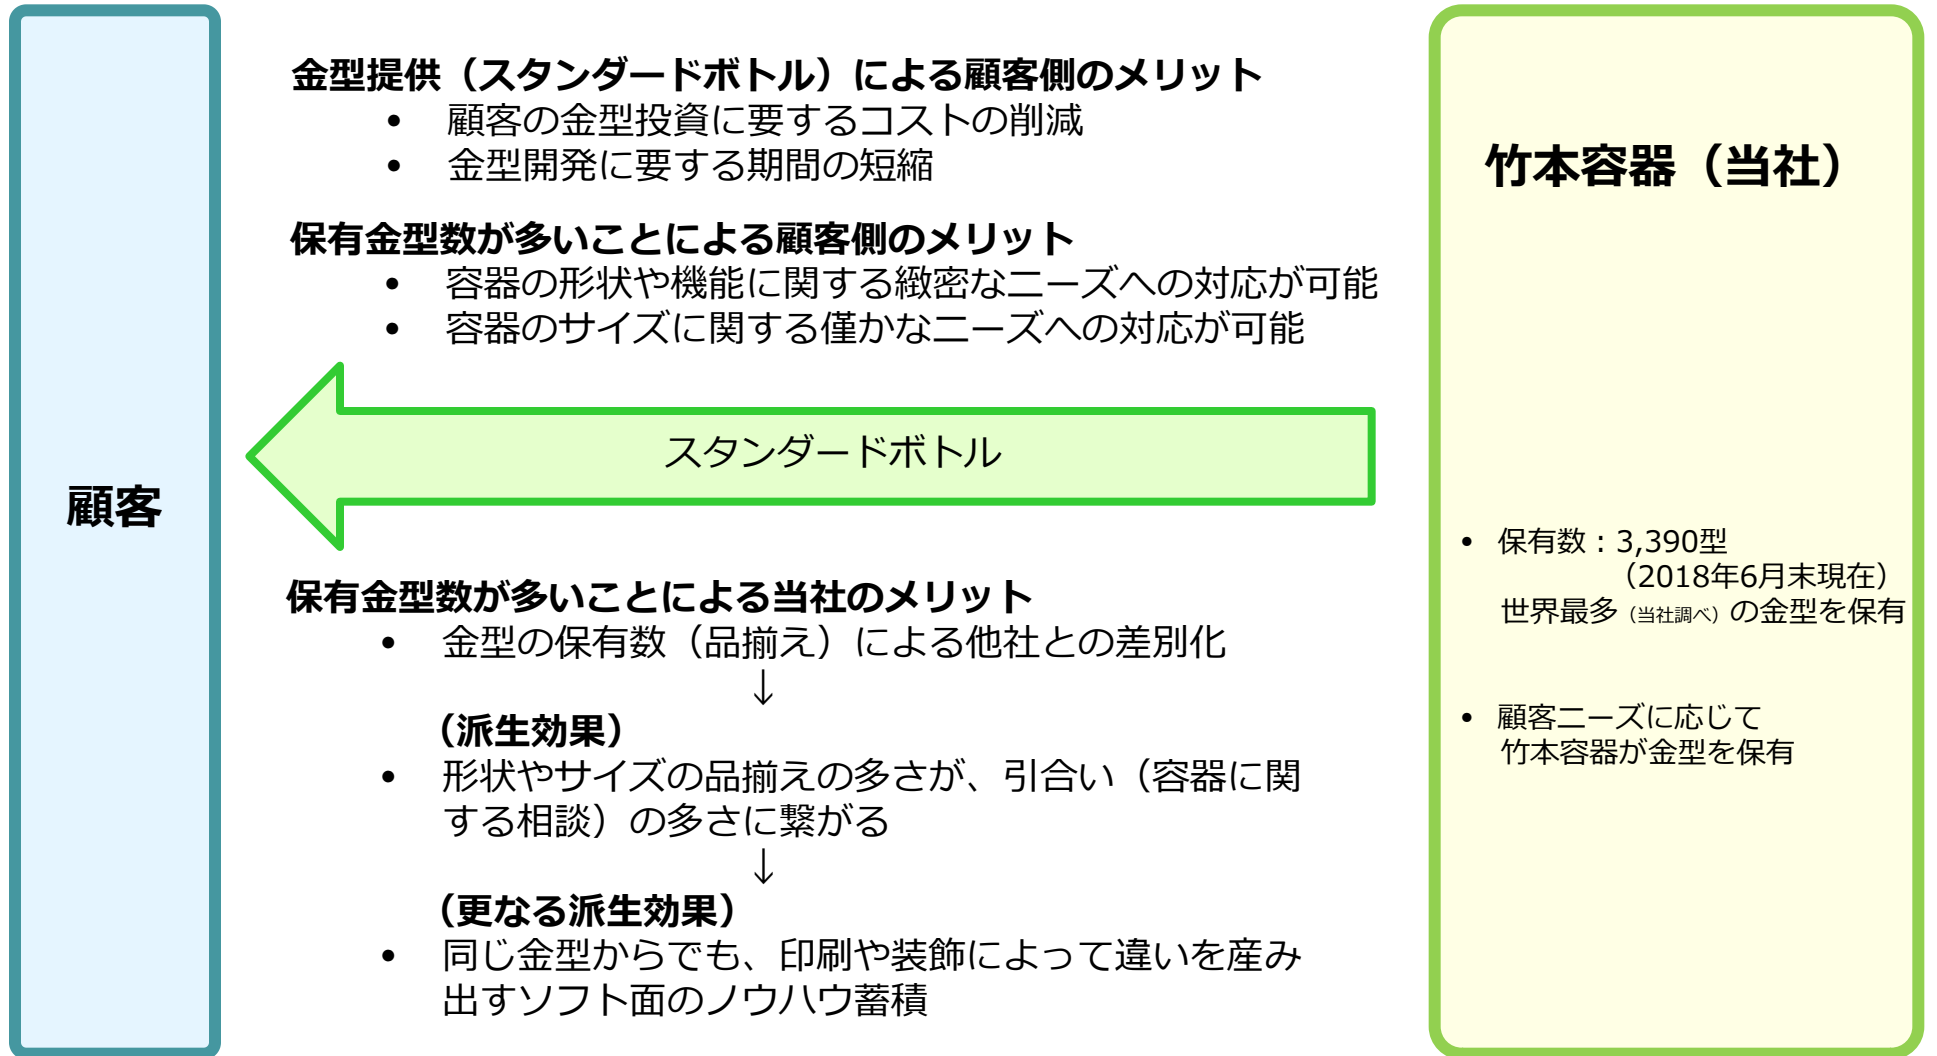 顧客
金型提供（スタンダードボトル）による顧客側のメリット
• 顧客の金型投資に要するコストの削減
• 金型開発に要する期間の短縮
保有金型数が多いことによる顧客側のメリット
• 容器の形状や機能に関する緻密なニーズへの対応が可能
• 容器のサイズに関する僅かなニーズへの対応が可能
スタンダードボトル
保有金型数が多いことによる当社のメリット
• 金型の保有数（品揃え）による他社との差別化
↓
（派生効果）
• 形状やサイズの品揃えの多さが、引合い（容器に関
する相談）の多さに繋がる
↓
（更なる派生効果）
• 同じ金型からでも、印刷や装飾によって違いを産み
出すソフト面のノウハウ蓄積
竹本容器（当社）
• 保有数：3,390型
（2018年6月末現在）
世界最多（当社調べ）の金型を保有
• 顧客ニーズに応じて
竹本容器が金型を保有